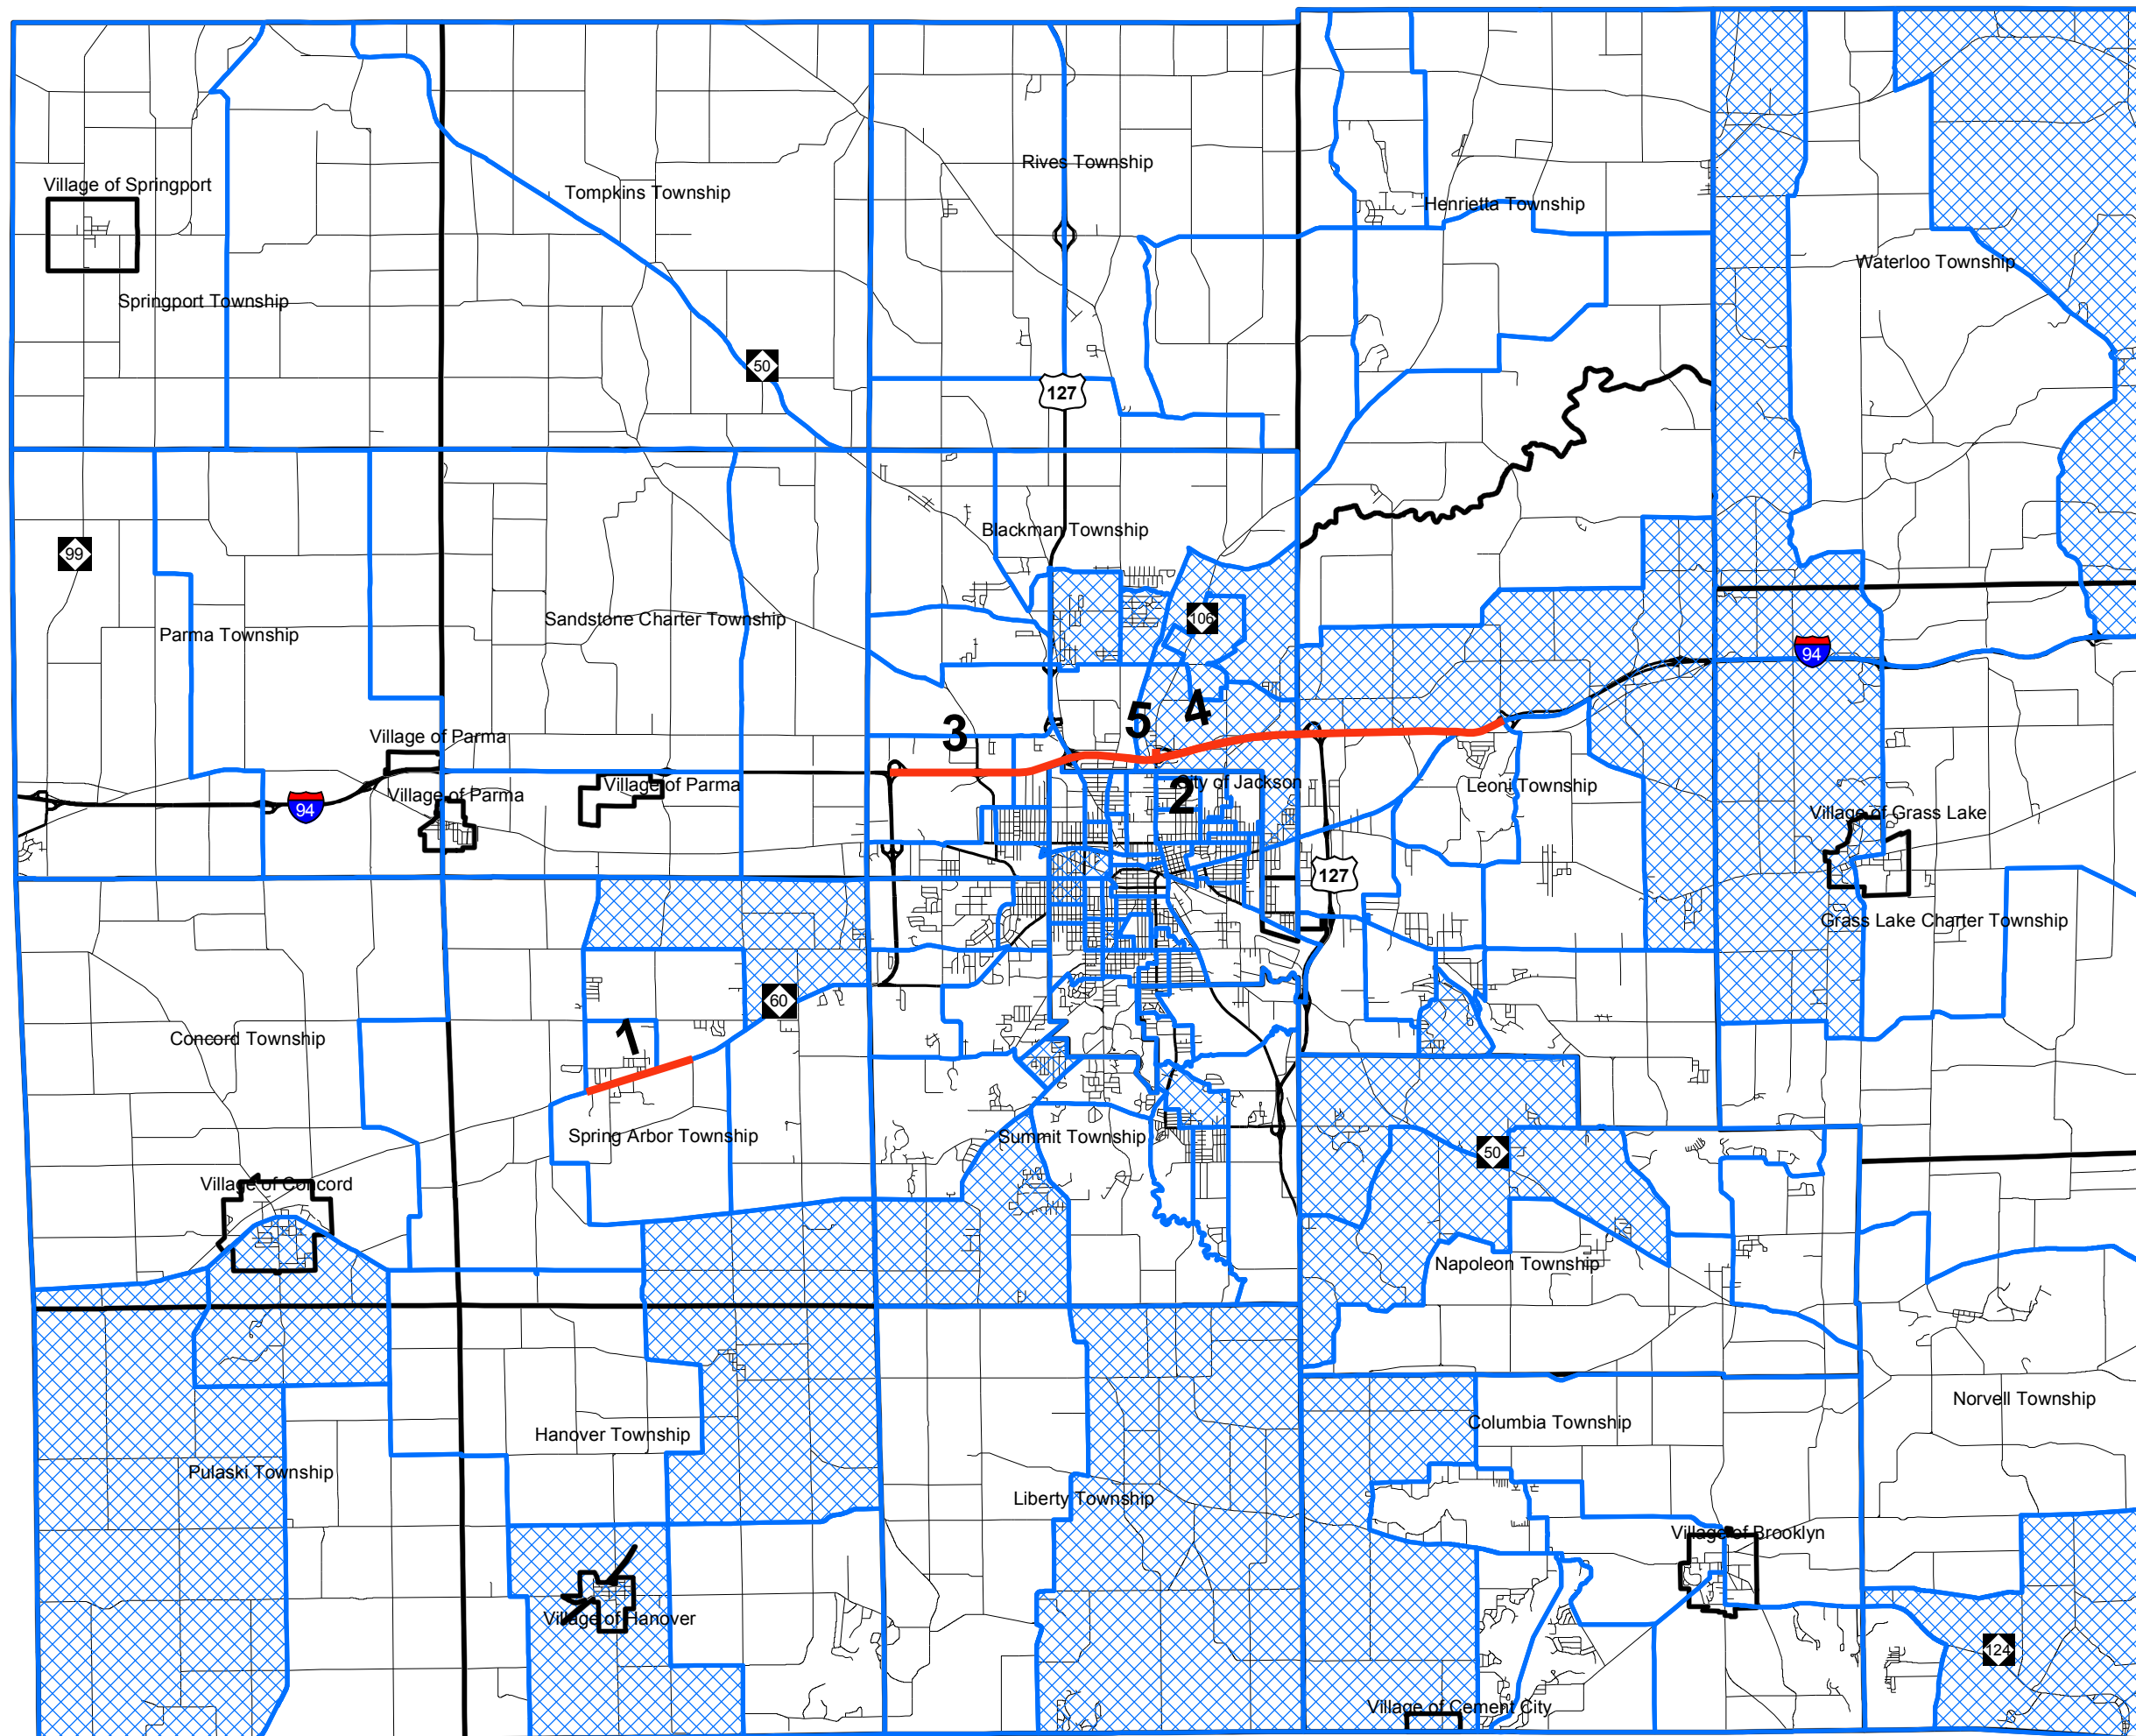 Rives Township
Village of Springport
Tompkins Township
Henrietta Township
Waterloo Township
Springport Township
50
127
Blackman Township
99
106
Sandstone Charter Township
Parma Township
94
4
5
3
Village of Parma
City of Jackson
Village of Parma
Leoni Township
2
Village of Parma
94
Village of Grass Lake
127
Grass Lake Charter Township
60
1
Concord Township
Spring Arbor Township
Summit Township
50
Village of Concord
Napoleon Township
Norvell Township
Columbia Township
Hanover Township
Pulaski Township
Liberty Township
Village of Brooklyn
Village of Hanover
124
Village of Cement City